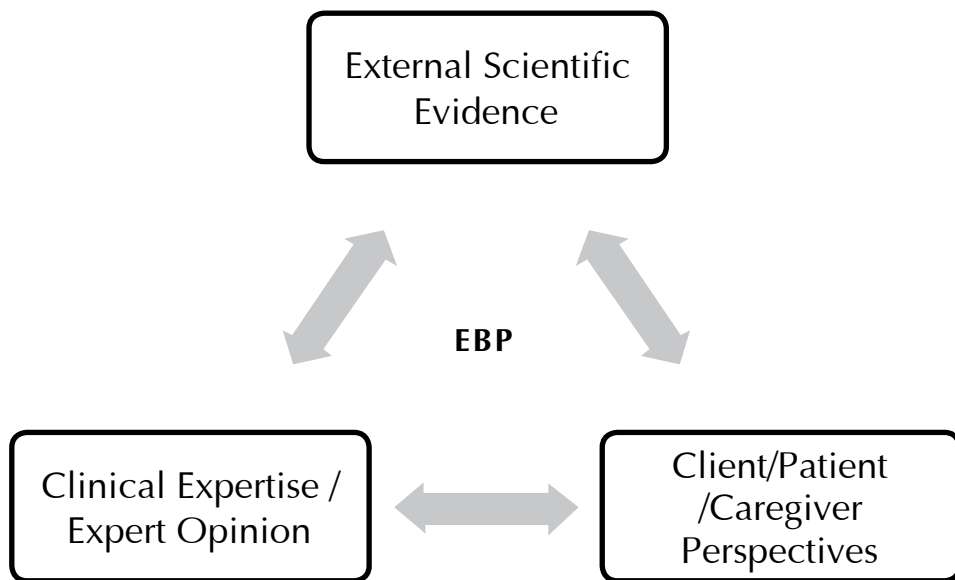 External Scientific
Evidence
EBP
Clinical Expertise /
Expert Opinion
Client/Patient
/Caregiver
Perspectives